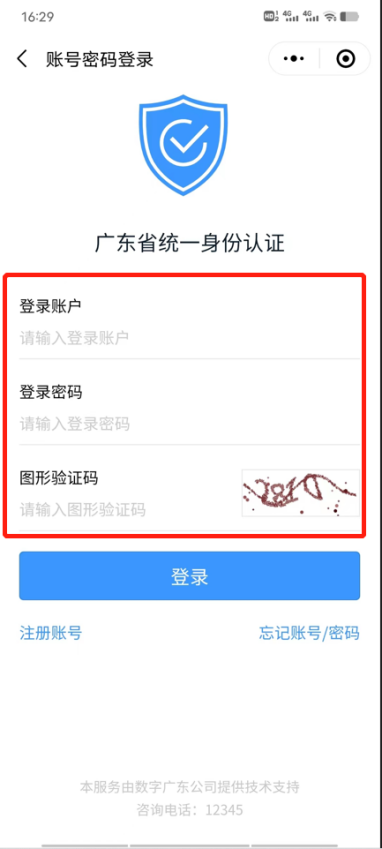 16:29
账号密码登录
广东省统一身份认证
登录账户
请输入登录账户
登录密码
请输入登录密码
图形验证码
请输入图形验证码
登录
注册账号 忘记账号/密码
本服务由数字广东公司提供技术支持
咨询电话：12345